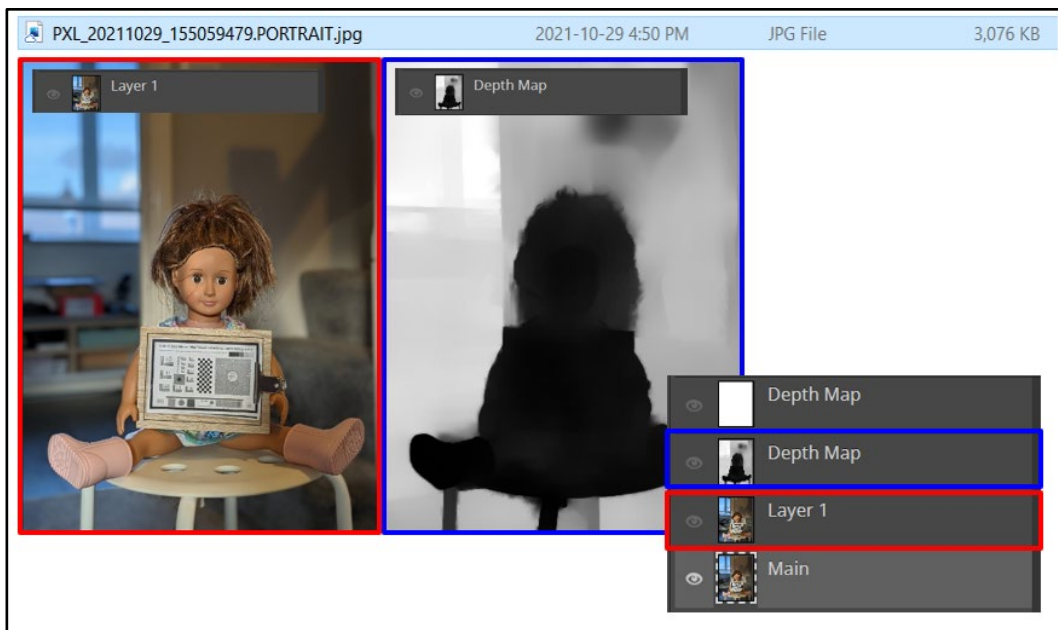 PXL_20211029_155059479.PORTRAIT.jpg 2021-10-29 4:50 PM JPG File 3,076 KB
Layer 1
Depth Map
Depth Map
Depth Map
Layer 1
Main